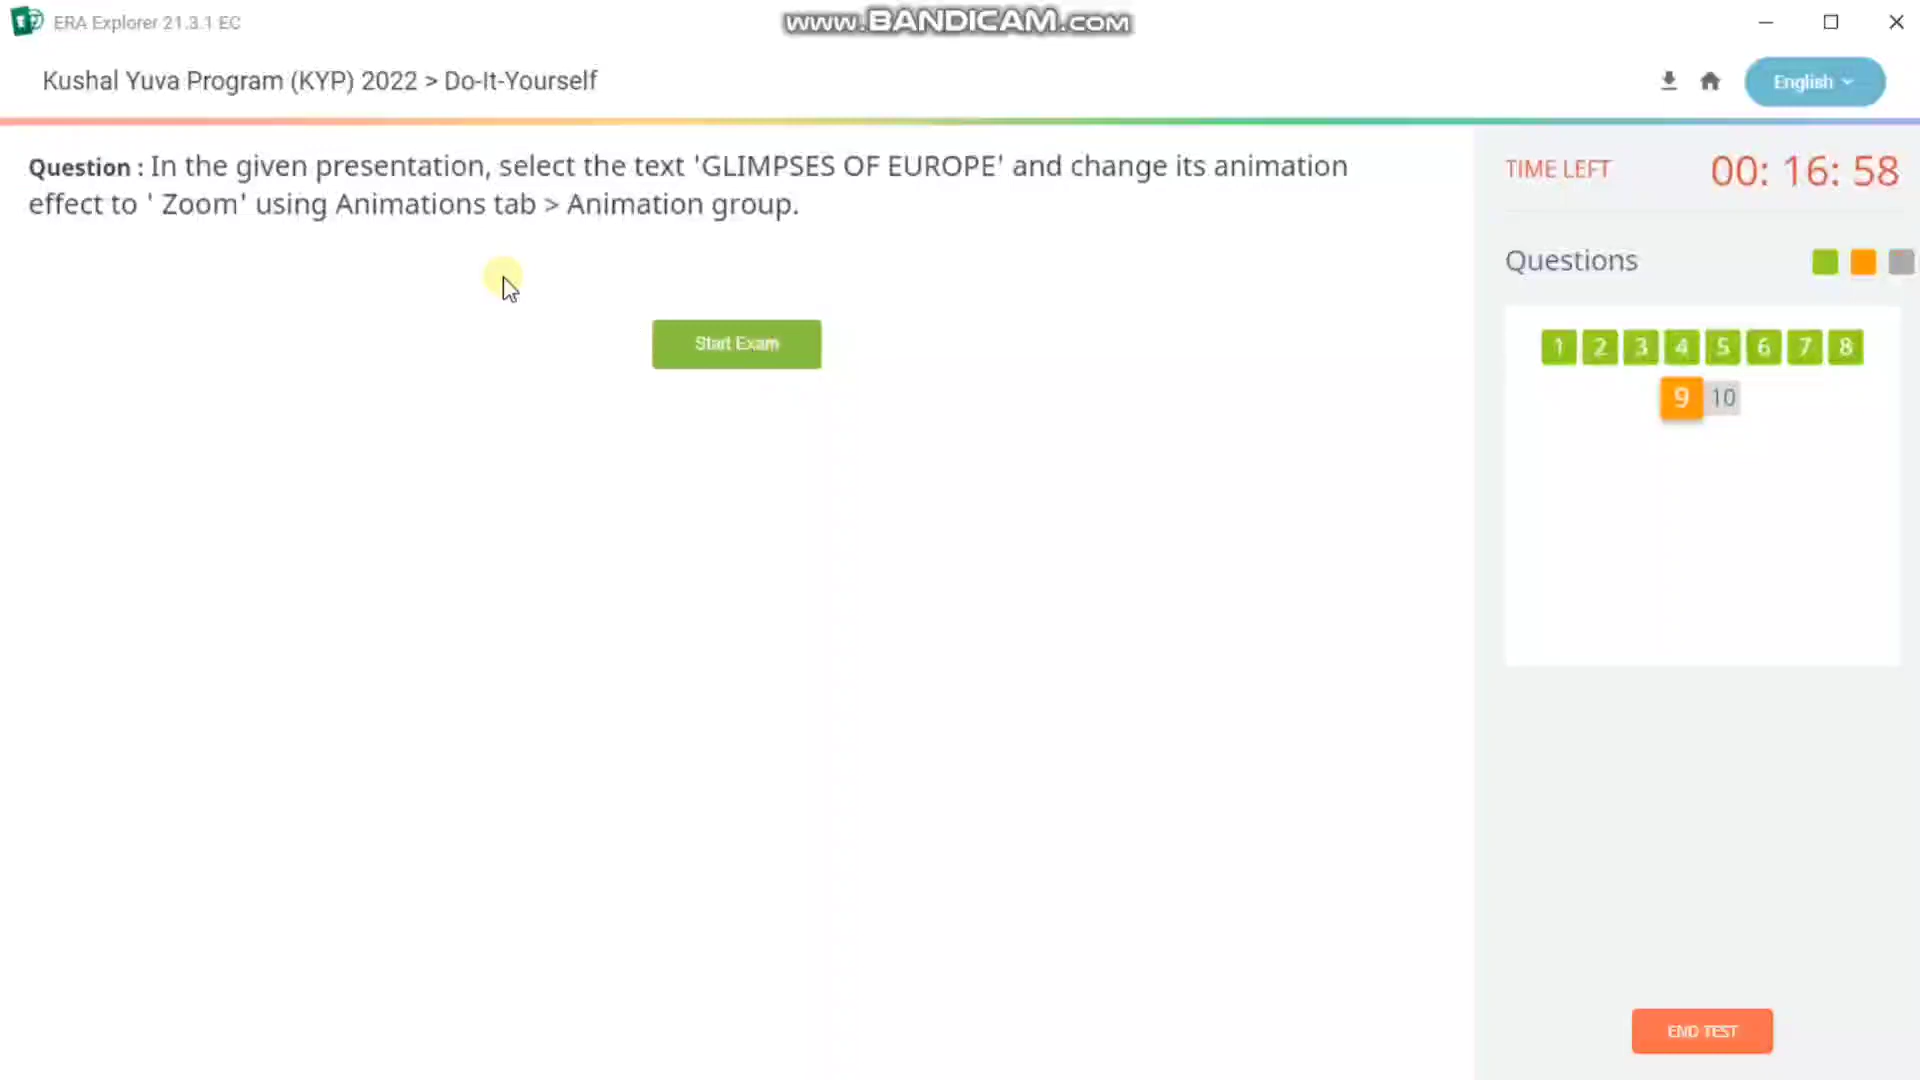 ERA Explorer 21.3.1 EC
www.BANDICAM.com
Kushal Yuva Program (KYP) 2022 > Do-It-Yourself
English
Question : In the given presentation, select the text 'GLIMPSES OF EUROPE' and change its animation
effect to ' Zoom' using Animations tab > Animation group.
Start Exam
TIME LEFT 00: 16: 58
Questions
1 2 3 4 5 6 7 8
9 10
END TEST